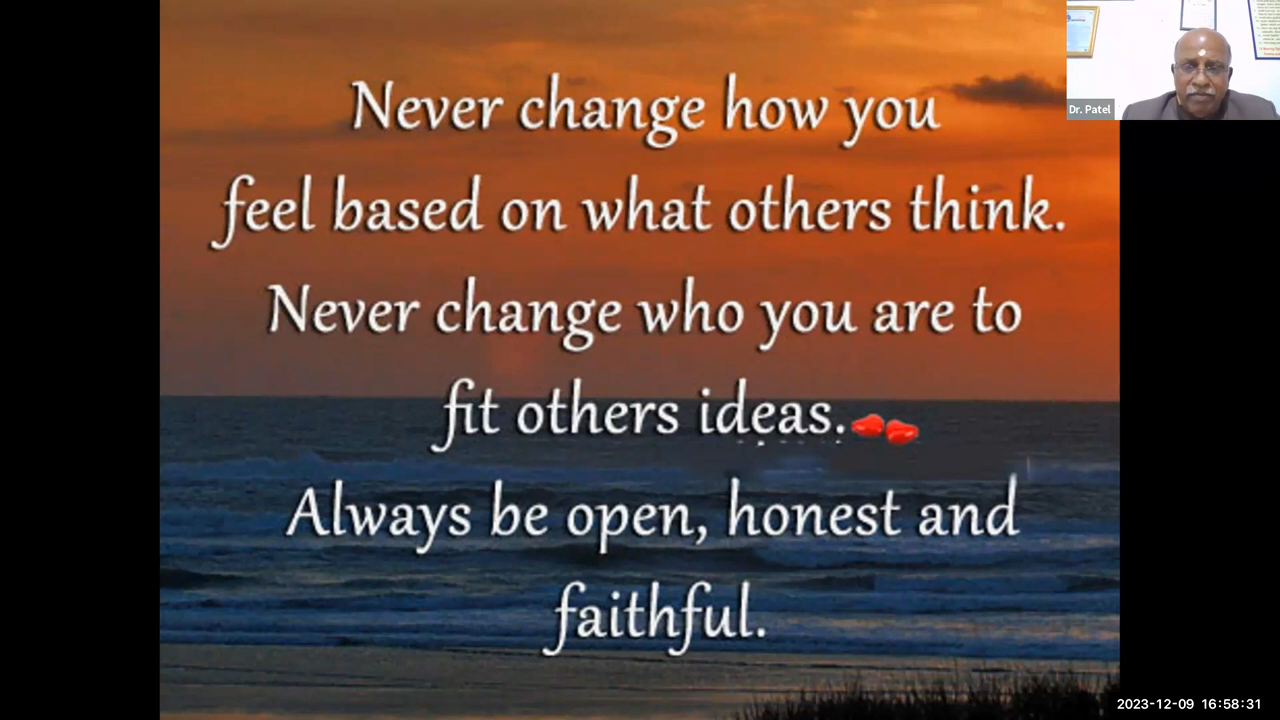 Never change how you
feel based on what others think.
Never change who you are to
fit others ideas.
Always be open, honest and
faithful.
Dr. Patel
2023-12-09 16:58:31